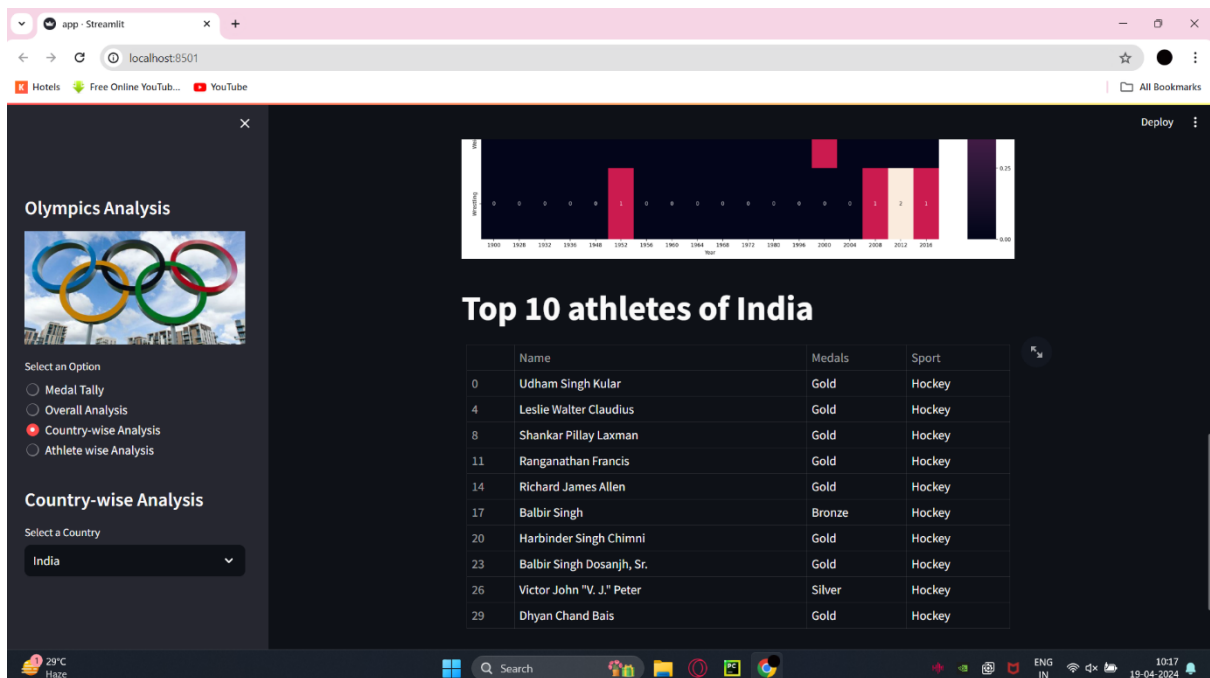 app · Streamlit
localhost:8501
Hotels Free Online YouTub... YouTube All Bookmarks
Deploy
Olympics Analysis
Select an Option
Medal Tally
Overall Analysis
Country-wise Analysis
Athlete wise Analysis
Country-wise Analysis
Select a Country
India
0.25
Wrestling
0 0 0 0 0 1 0 0 0 0 0 0 0 0 0 1 2 1
0.00
1900 1928 1932 1936 1948 1952 1956 1960 1964 1968 1972 1980 1996 2000 2004 2008 2012 2016
Year
Top 10 athletes of India
Name Medals Sport
0 Udham Singh Kular Gold Hockey
4 Leslie Walter Claudius Gold Hockey
8 Shankar Pillay Laxman Gold Hockey
11 Ranganathan Francis Gold Hockey
14 Richard James Allen Gold Hockey
17 Balbir Singh Bronze Hockey
20 Harbinder Singh Chimni Gold Hockey
23 Balbir Singh Dosanjh, Sr. Gold Hockey
26 Victor John "V. J." Peter Silver Hockey
29 Dhyan Chand Bais Gold Hockey
1
29°C
Haze
Search
PC
ENG
IN
10:17
19-04-2024